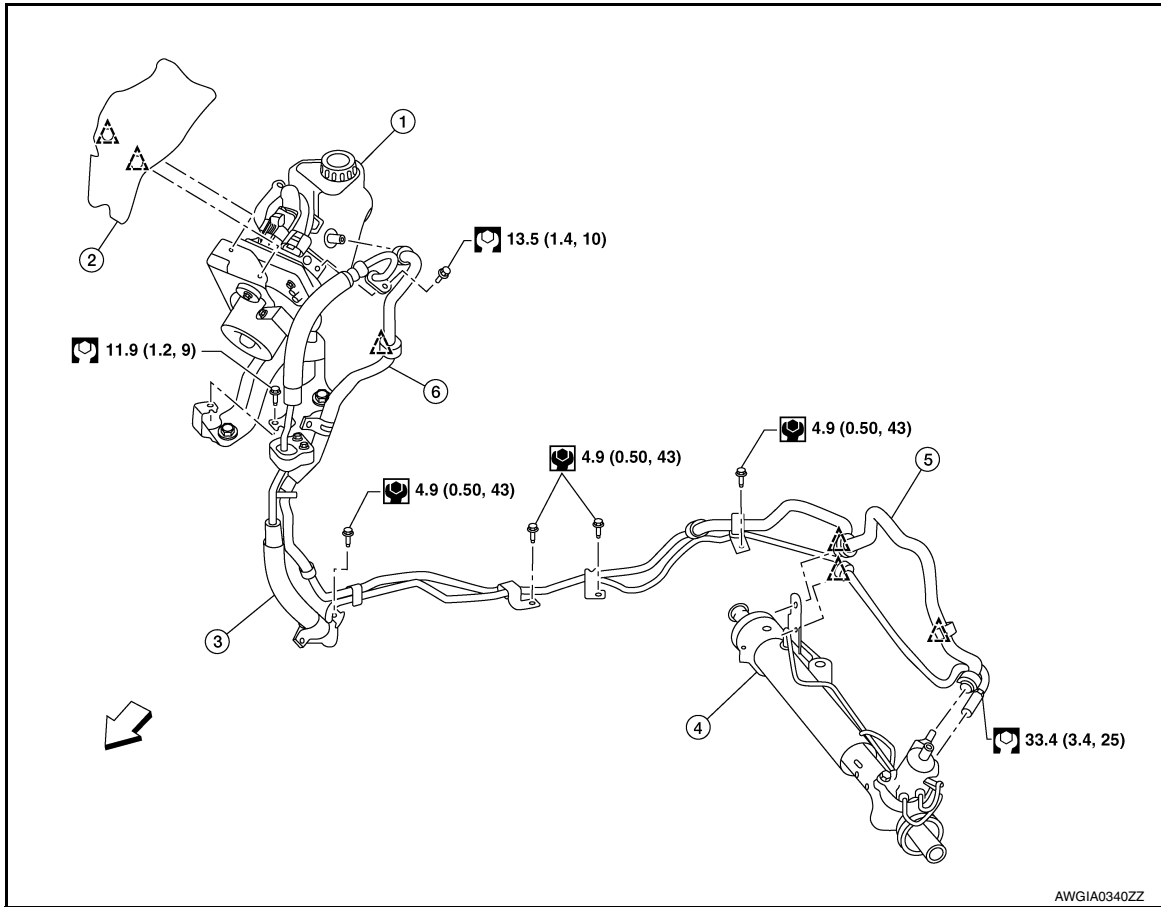 1
2
13.5 (1.4, 10)
11.9 (1.2, 9)
6
4.9 (0.50, 43)
4.9 (0.50, 43)
4.9 (0.50, 43)
5
3
4
33.4 (3.4, 25)
AWGIA0340ZZ